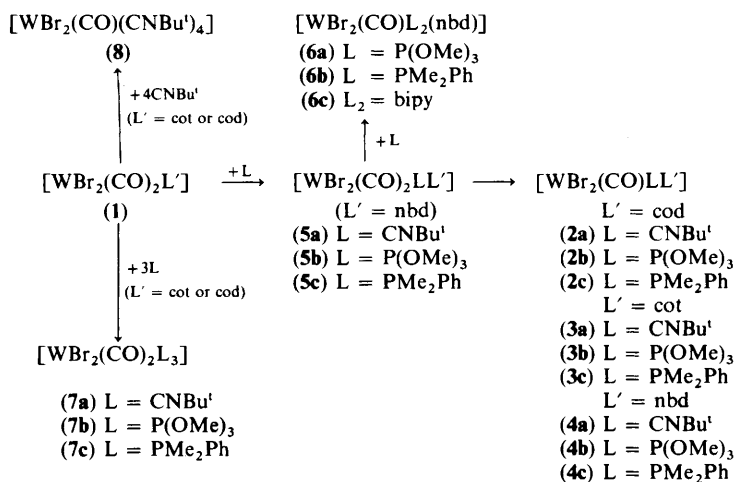 [WBr₂(CO)(CNBuᵗ)₄] [WBr₂(CO)L₂(nbd)]
(8) (6a) L = P(OMe)₃
(6b) L = PMe₂Ph
(6c) L₂ = bipy
+4CNBuᵗ
(L′ = cot or cod)
+L
[WBr₂(CO)₂L′] +L [WBr₂(CO)₂LL′] [WBr₂(CO)LL′]
(1) (L′ = nbd) L′ = cod
(5a) L = CNBuᵗ (2a) L = CNBuᵗ
(5b) L = P(OMe)₃ (2b) L = P(OMe)₃
(5c) L = PMe₂Ph (2c) L = PMe₂Ph
+3L
(L′ = cot or cod)
L′ = cot
(3a) L = CNBuᵗ
(3b) L = P(OMe)₃
(3c) L = PMe₂Ph
[WBr₂(CO)₂L₃]
(7a) L = CNBuᵗ
(7b) L = P(OMe)₃
(7c) L = PMe₂Ph
L′ = nbd
(4a) L = CNBuᵗ
(4b) L = P(OMe)₃
(4c) L = PMe₂Ph